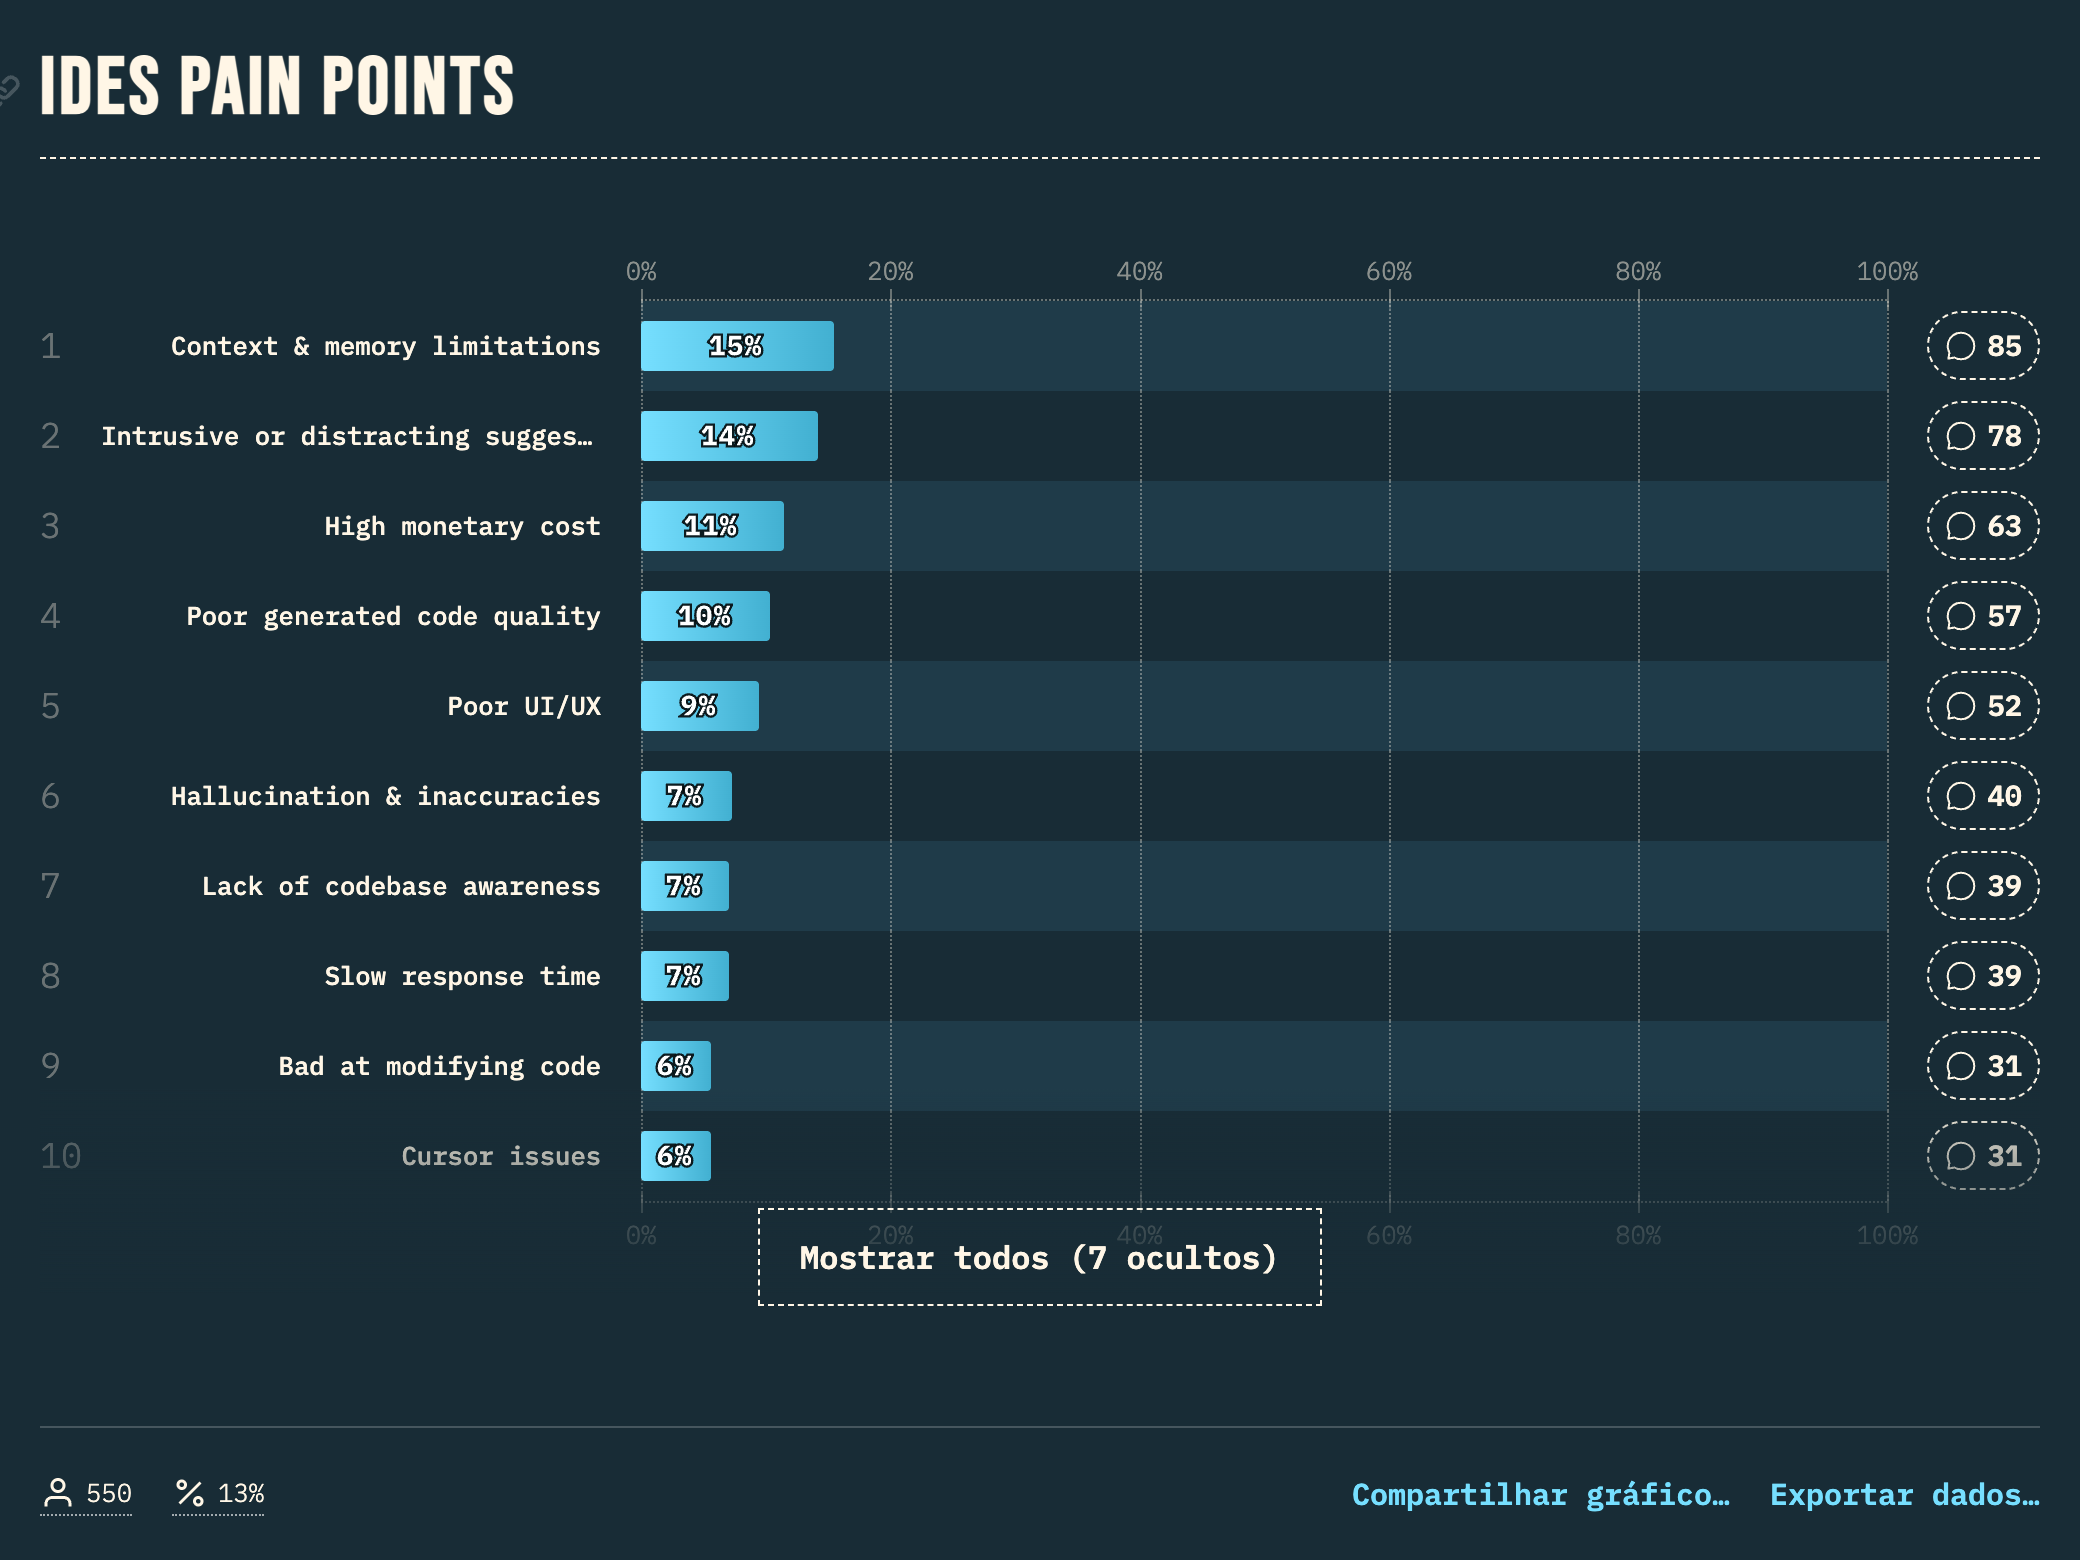 IDES PAIN POINTS
0% 20% 40% 60% 80% 100%
1 Context & memory limitations 15% 85
2 Intrusive or distracting sugges… 14% 78
3 High monetary cost 11% 63
4 Poor generated code quality 10% 57
5 Poor UI/UX 9% 52
6 Hallucination & inaccuracies 7% 40
7 Lack of codebase awareness 7% 39
8 Slow response time 7% 39
9 Bad at modifying code 6% 31
10 Cursor issues 6% 31
0% 20% 40% 60% 80% 100%
Mostrar todos (7 ocultos)
550 13% Compartilhar gráfico… Exportar dados…